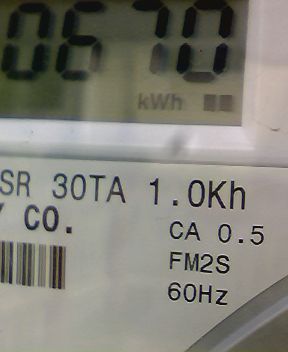 0670
kWh
SR 30TA 1.0Kh
Y CO.
CA 0.5
FM2S
60Hz